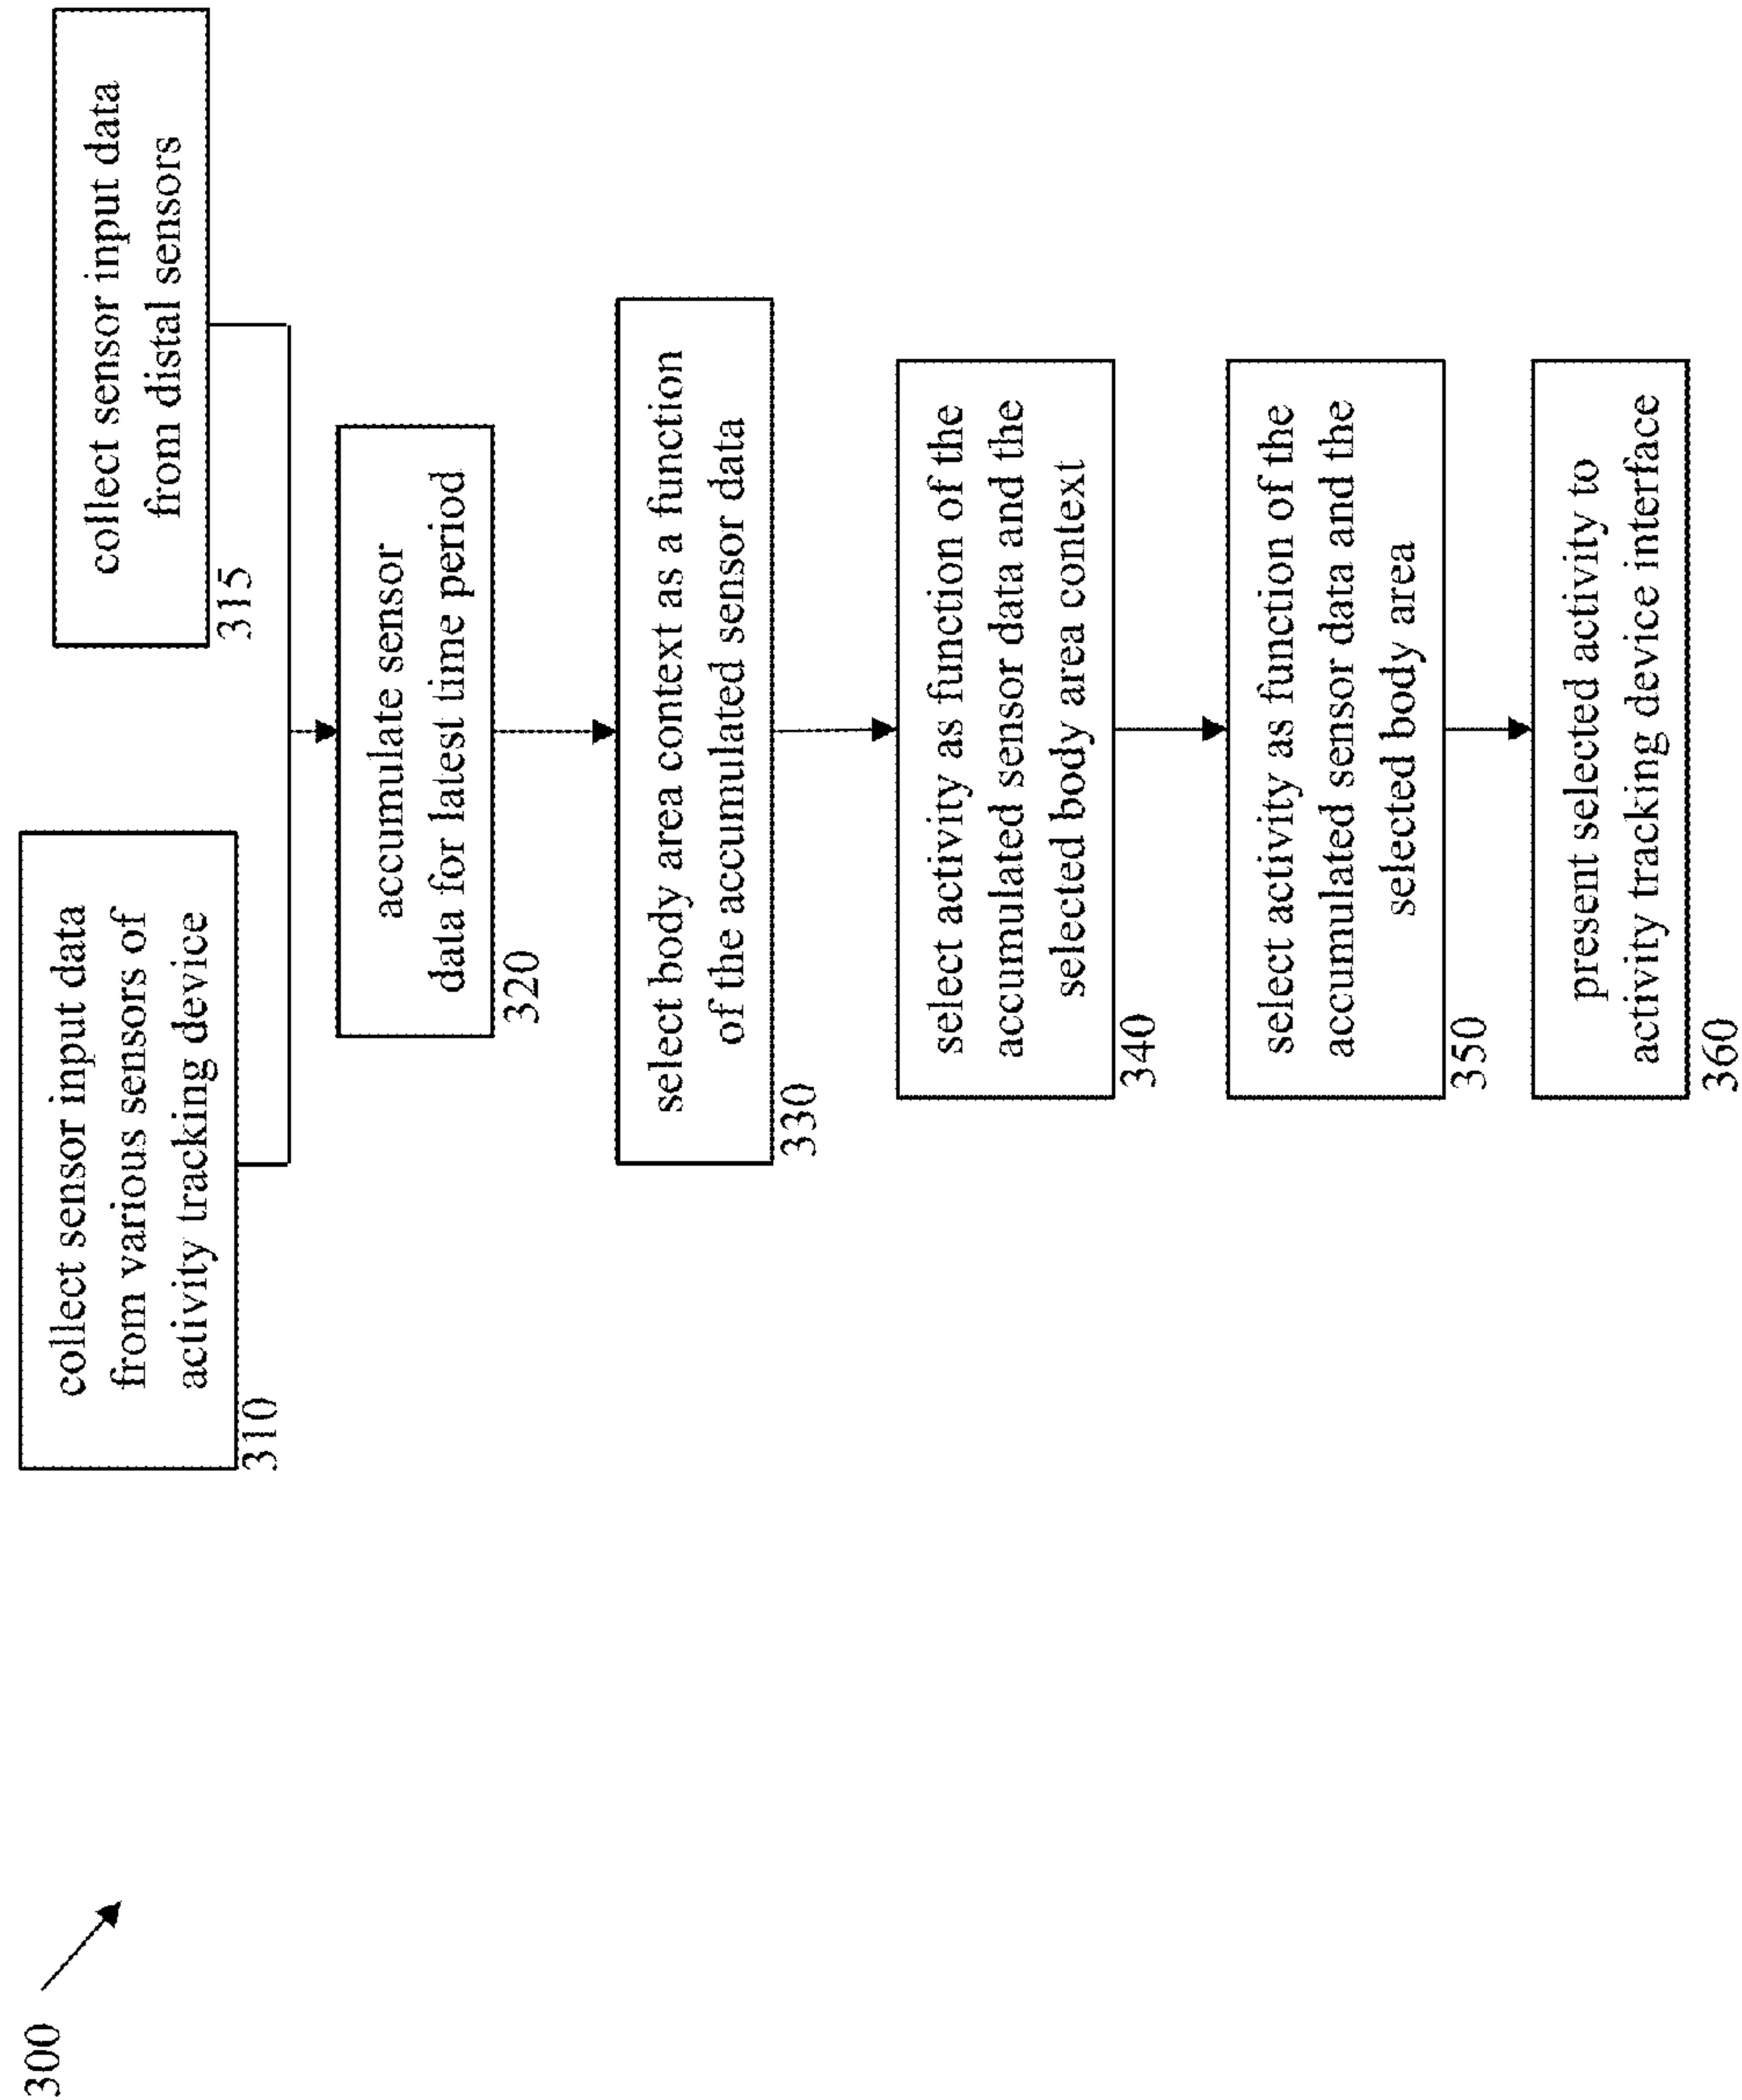 300
collect sensor input data
from various sensors of
activity tracking device
310
collect sensor input data
from distal sensors
315
accumulate sensor
data for latest time period
320
select body area context as a function
of the accumulated sensor data
330
select activity as function of the
accumulated sensor data and the
selected body area context
340
select activity as function of the
accumulated sensor data and the
selected body area
350
present selected activity to
activity tracking device interface
360